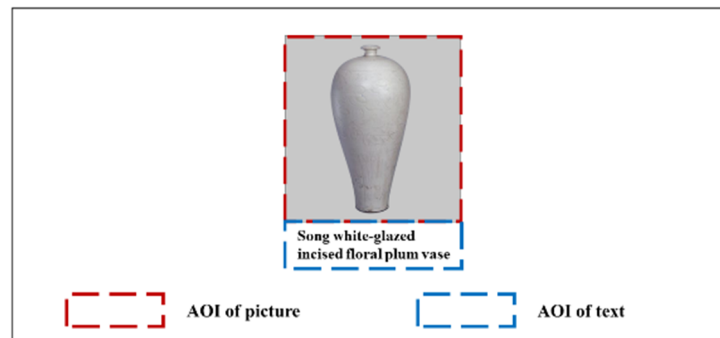 Song white-glazed
incised floral plum vase
AOI of picture
AOI of text